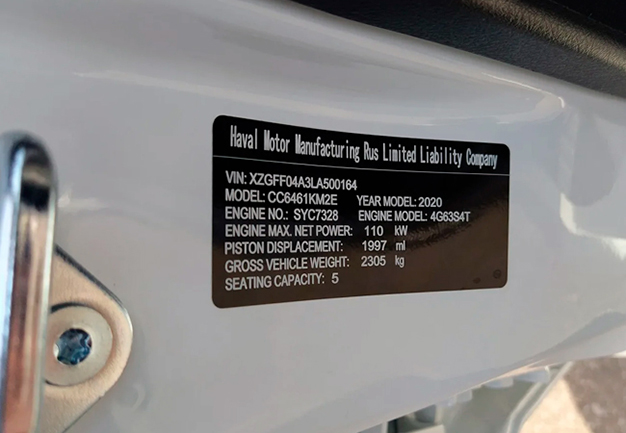 Haval Motor Manufacturing Rus Limited Liability Company
VIN: XZGFF04A3LA500164
MODEL: CC6461KM2E YEAR MODEL: 2020
ENGINE NO.: SYC7328 ENGINE MODEL: 4G63S4T
ENGINE MAX. NET POWER: 110 kW
PISTON DISPLACEMENT: 1997 ml
GROSS VEHICLE WEIGHT: 2305 kg
SEATING CAPACITY: 5